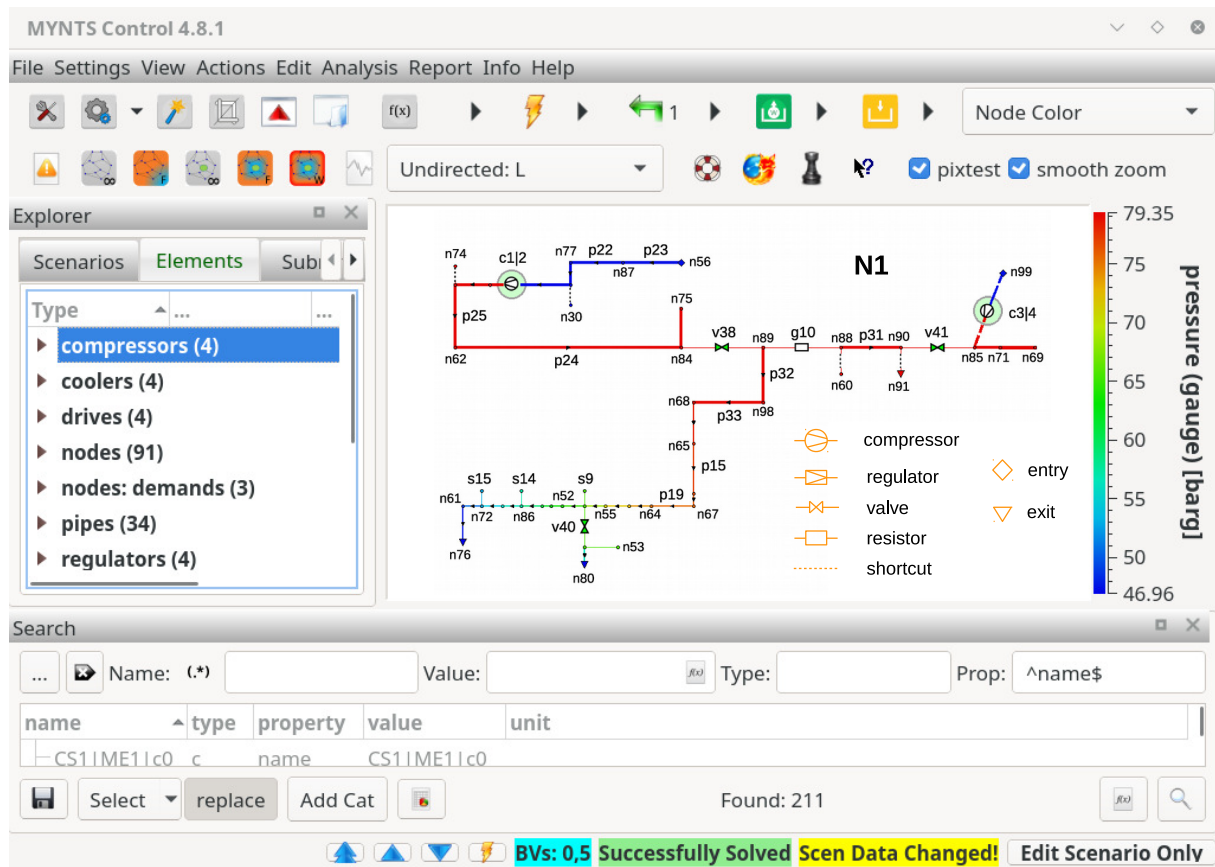 MYNTS Control 4.8.1
File Settings View Actions Edit Analysis Report Info Help
f(x) 1 Node Color
∞ F ∞ F W Undirected: L ? pixtest smooth zoom
Explorer
Scenarios Elements
Type ... ...
compressors (4)
coolers (4)
drives (4)
nodes (91)
nodes: demands (3)
pipes (34)
regulators (4)
n74 c1|2 n77 p22 p23 n56
n87
N1
n99
p25 n30 n75 c3|4
v38 n89 g10 n88 p31 n90 v41
n62 p24 n84 n85 n71 n69
p32 n60 n91
n68 p33 n98
n65
p15
s15 s14 s9 p19
n61 n52
n72 n86 n55 n64 n67
v40
n76 n53
n80
compressor
regulator
valve
resistor
shortcut
entry
exit
79.35
75
70
65
60
55
50
46.96
pressure (gauge) [barg]
Search
... Name: (.*) Value: f(x) Type: Prop: ^name$
name type property value unit
CS1|ME1|c0 c name CS1|ME1|c0
Select replace Add Cat Found: 211 f(x)
BVs: 0,5 Successfully Solved Scen Data Changed! Edit Scenario Only